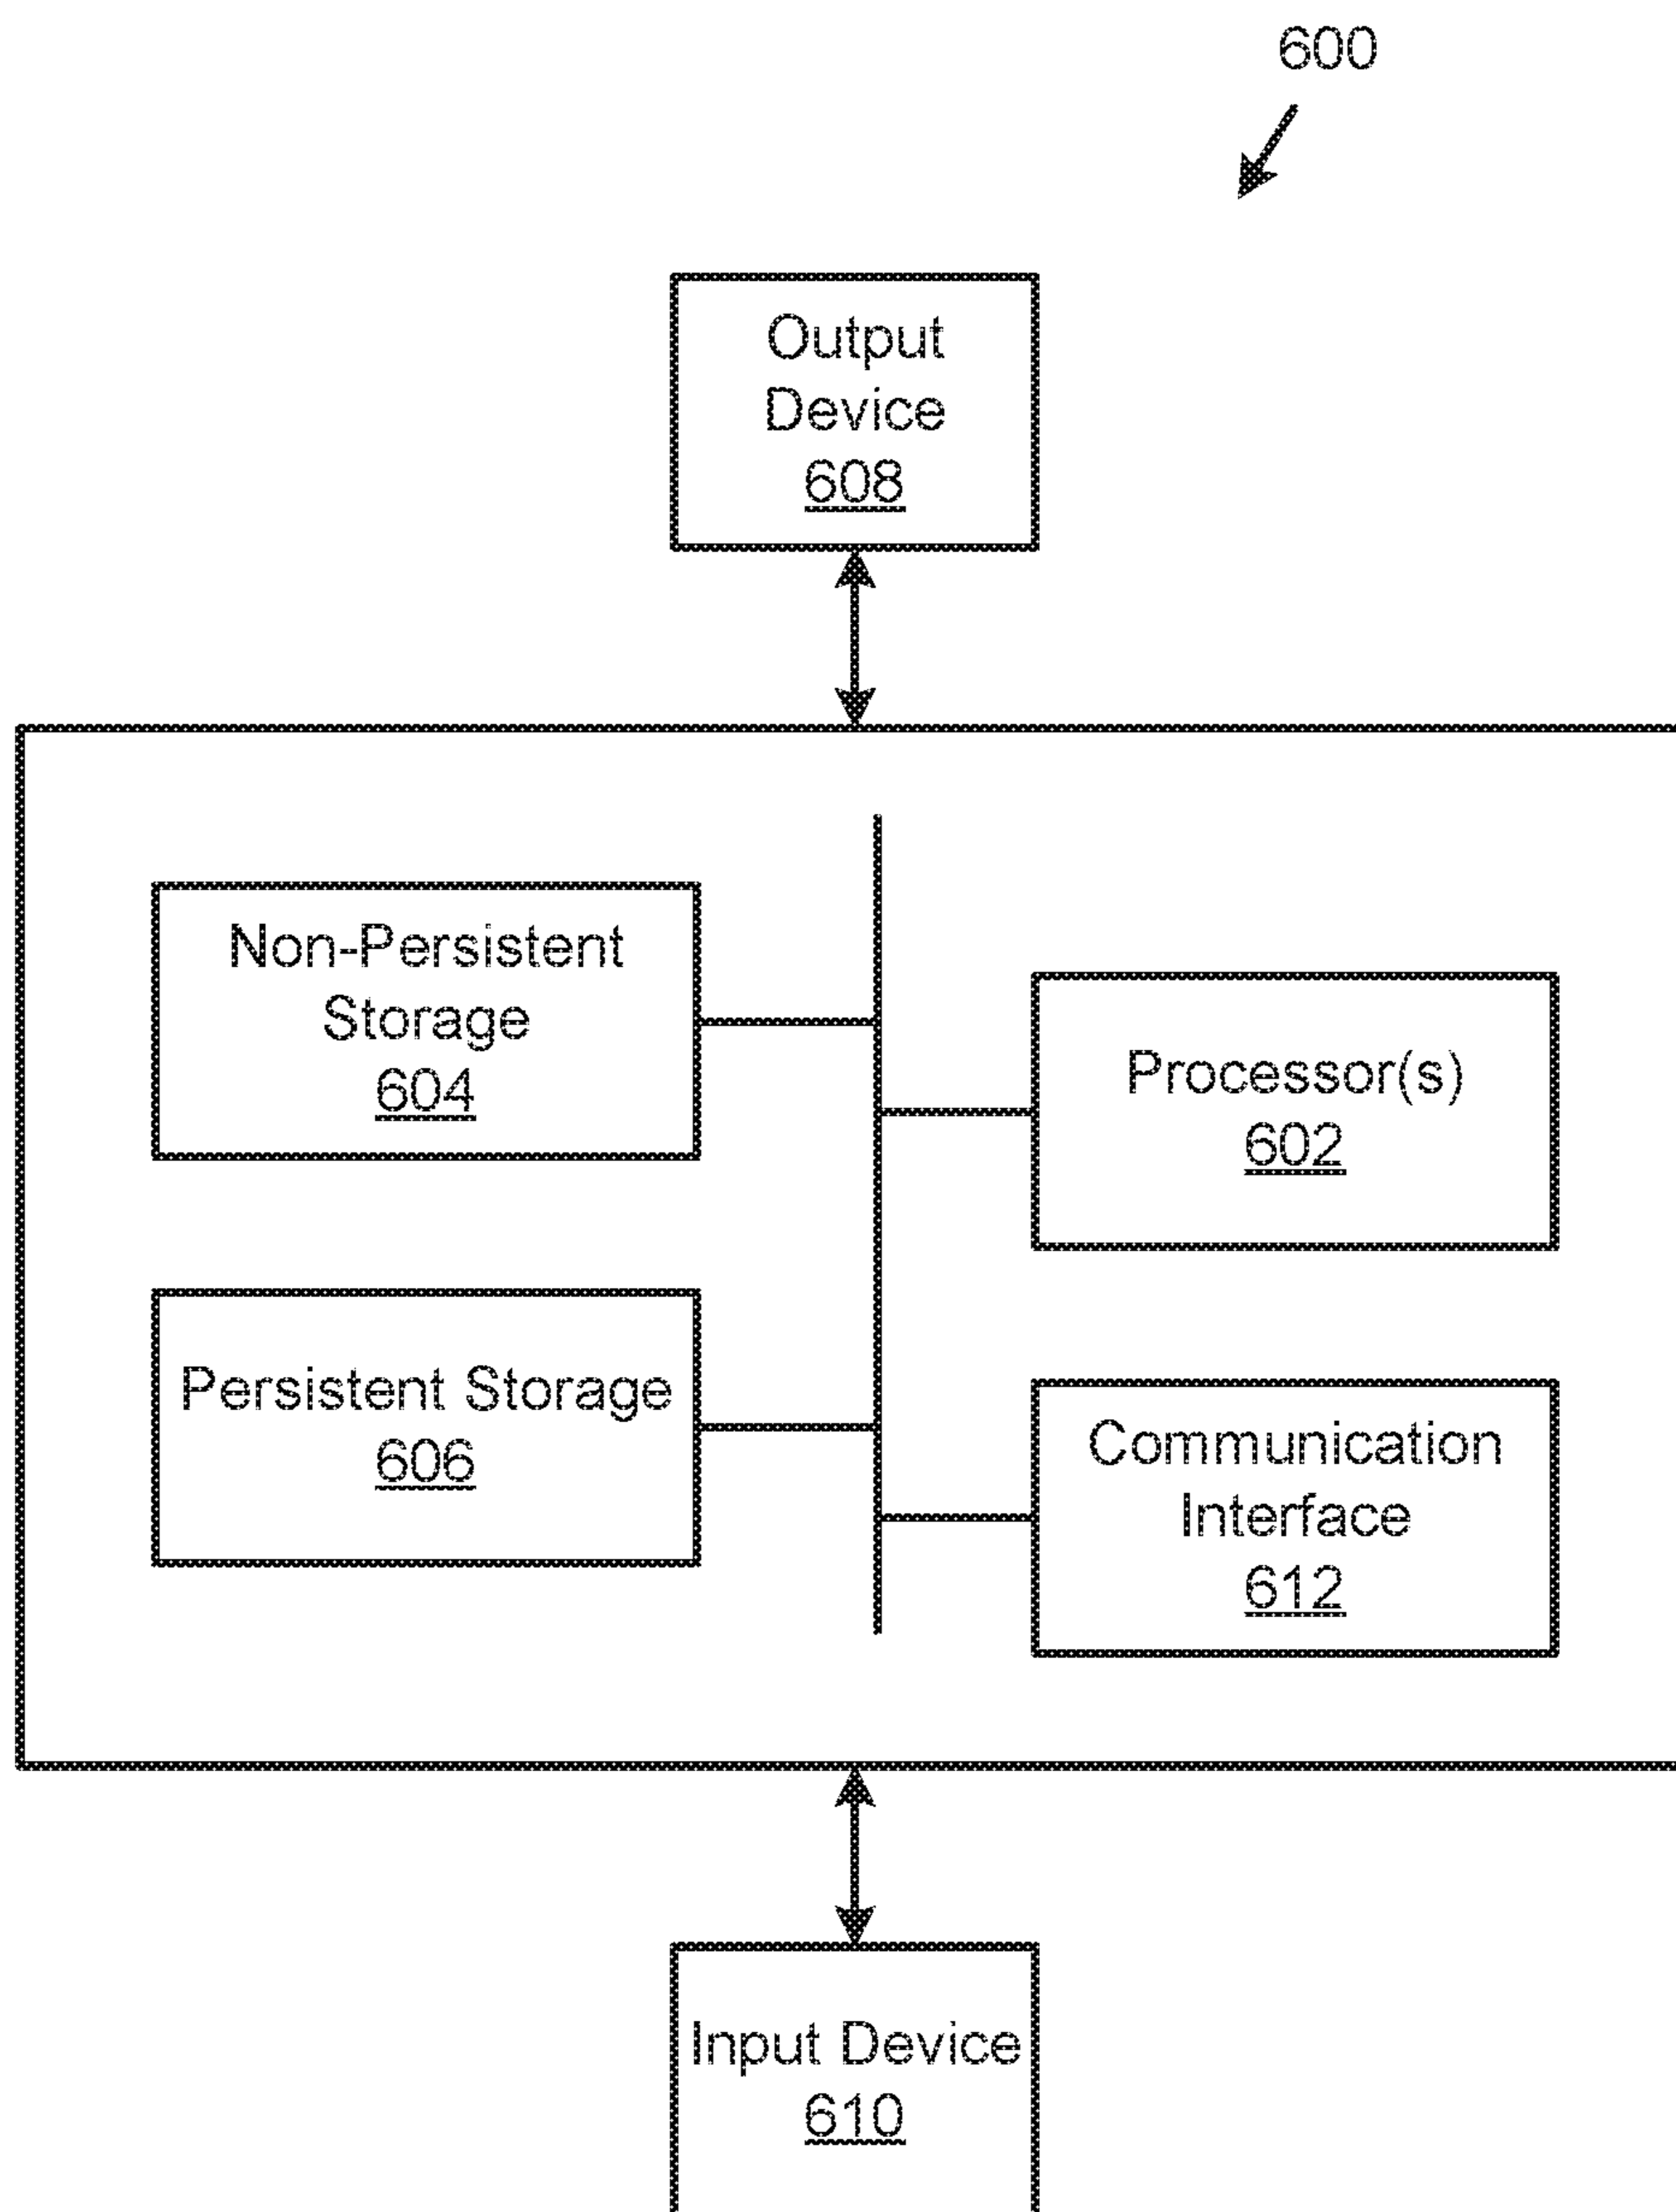 600
Output
Device
608
Non-Persistent
Storage
604
Processor(s)
602
Persistent Storage
606
Communication
Interface
612
Input Device
610